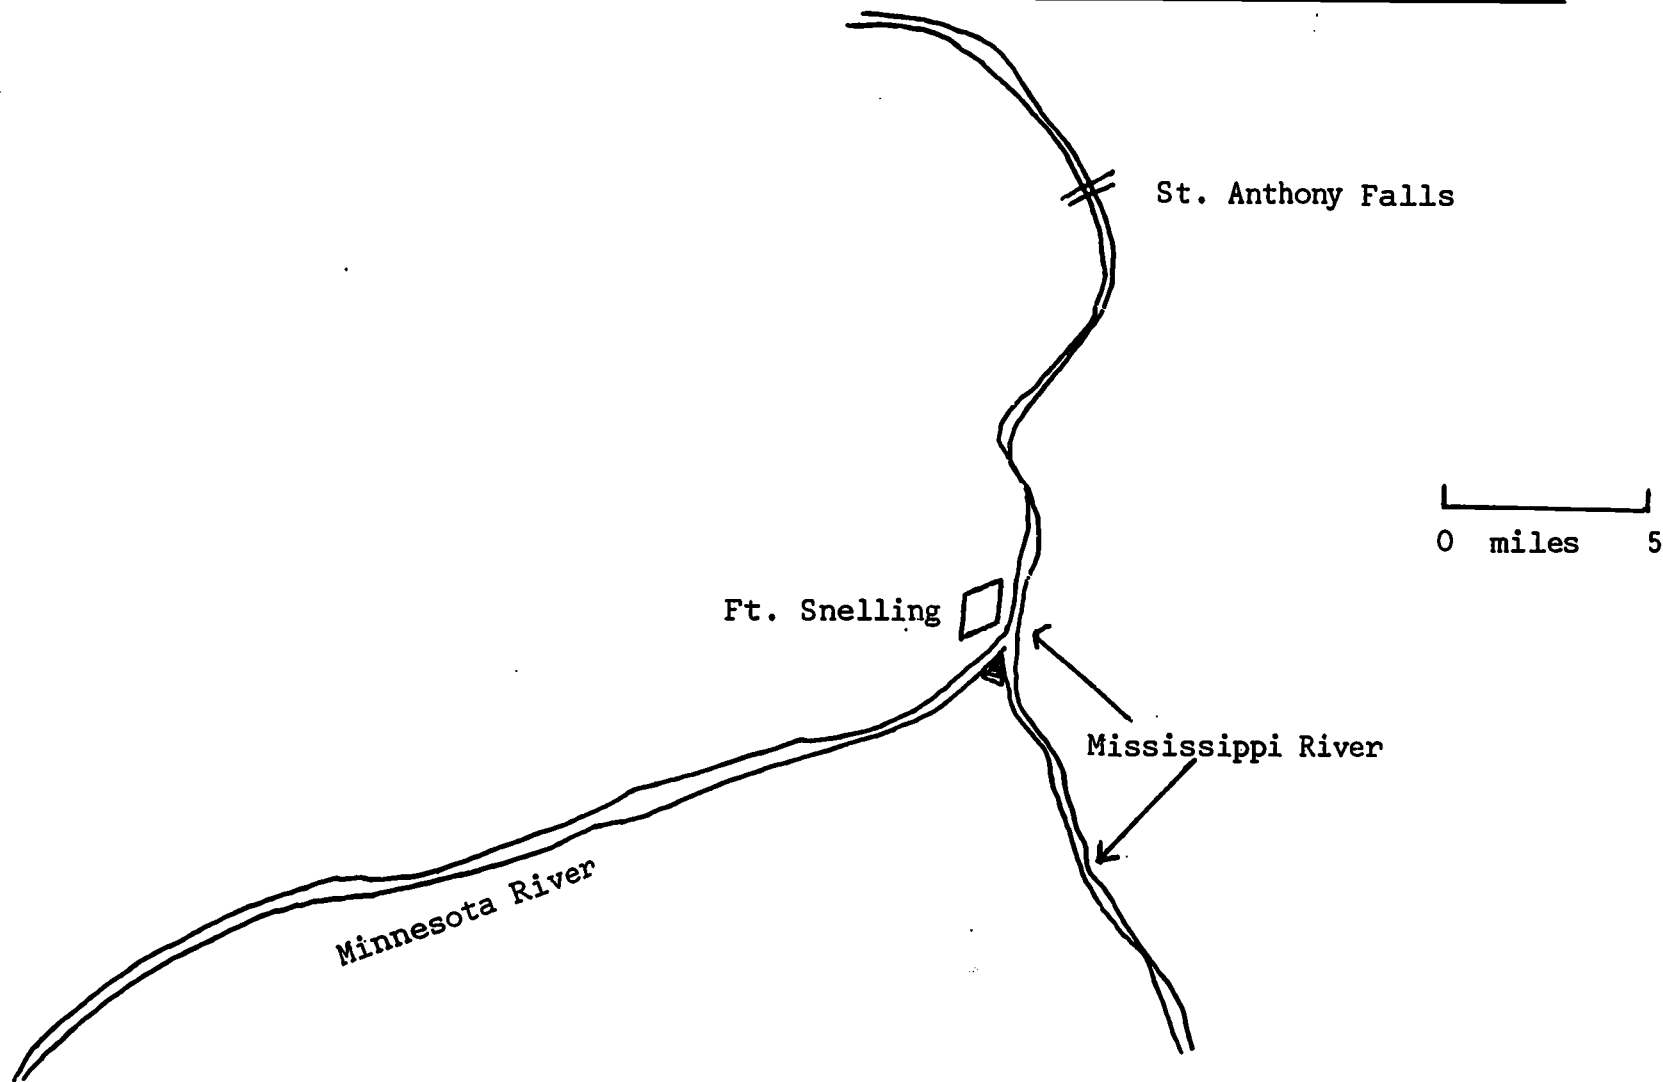 St. Anthony Falls
0 miles 5
Ft. Snelling
Mississippi River
Minnesota River